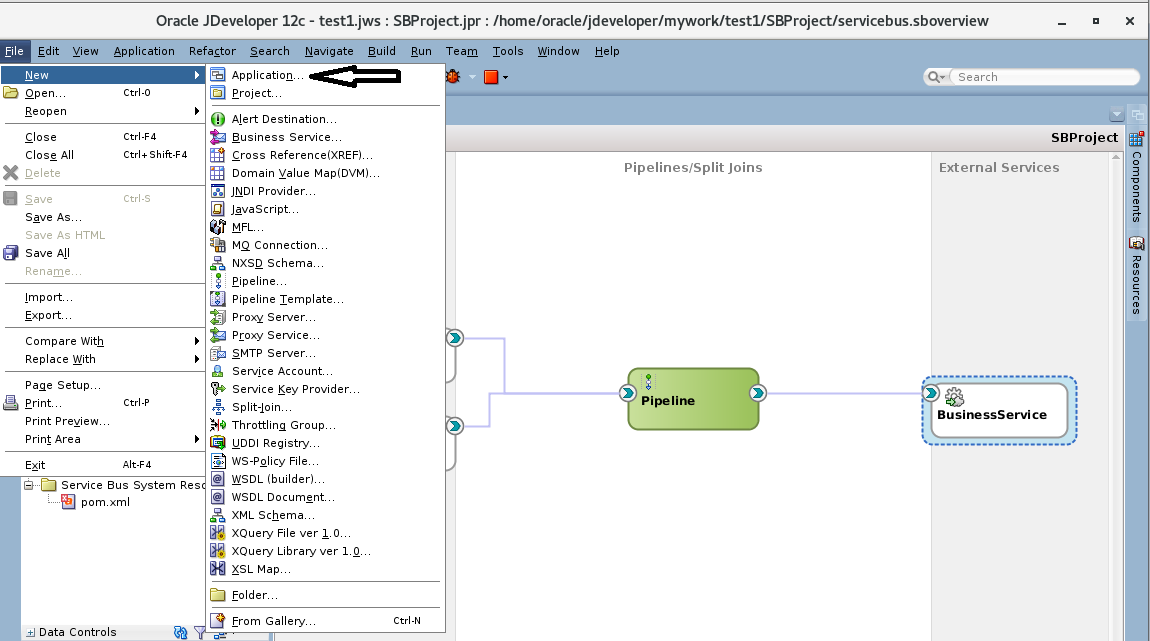 Oracle JDeveloper 12c - test1.jws : SBProject.jpr : /home/oracle/jdeveloper/mywork/test1/SBProject/servicebus.sboverview
File Edit View Application Refactor Search Navigate Build Run Team Tools Window Help
Search
New
Open... Ctrl-O
Reopen
Close Ctrl-F4
Close All Ctrl+Shift-F4
Delete
Save Ctrl-S
Save As...
Save As HTML
Save All
Rename...
Import...
Export...
Compare With
Replace With
Page Setup...
Print... Ctrl-P
Print Preview...
Print Area
Exit Alt-F4
Application...
Project...
Alert Destination...
Business Service...
Cross Reference(XREF)...
Domain Value Map(DVM)...
JNDI Provider...
JavaScript...
MFL...
MQ Connection...
NXSD Schema...
Pipeline...
Pipeline Template...
Proxy Server...
Proxy Service...
SMTP Server...
Service Account...
Service Key Provider...
Split-Join...
Throttling Group...
UDDI Registry...
WS-Policy File...
WSDL (builder)...
WSDL Document...
XML Schema...
XQuery File ver 1.0...
XQuery Library ver 1.0...
XSL Map...
Folder...
From Gallery... Ctrl-N
SBProject
Pipelines/Split Joins
External Services
Pipeline
BusinessService
Components
Resources
Service Bus System Reso
pom.xml
Data Controls